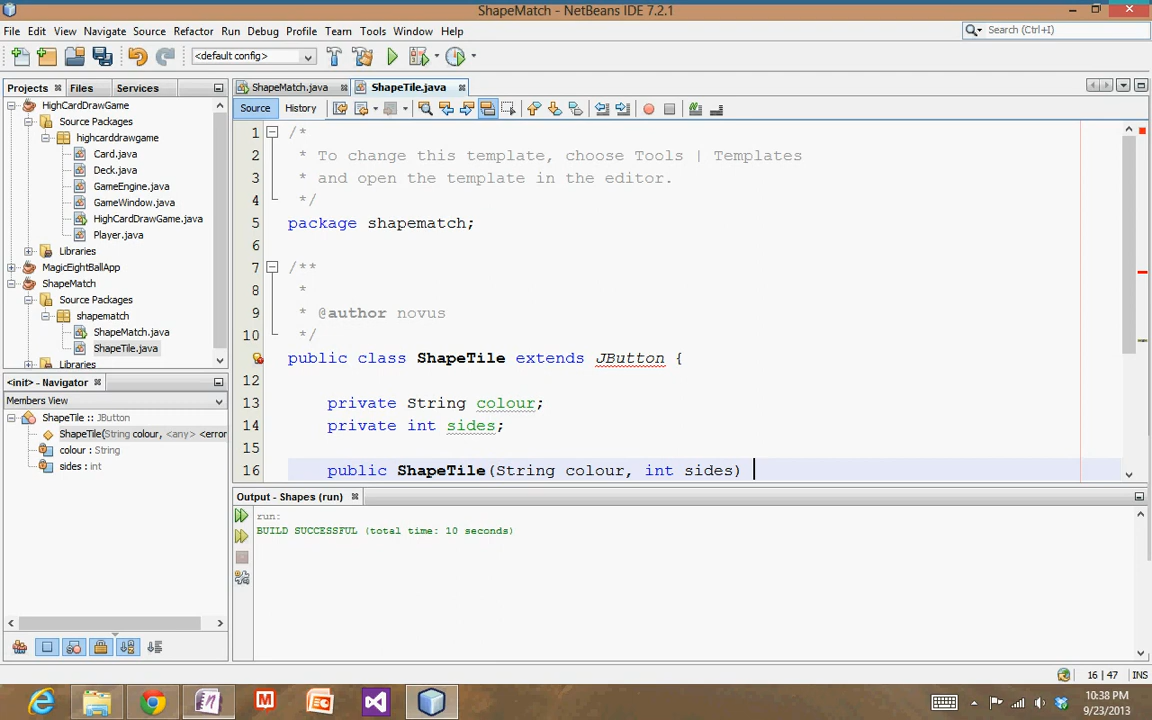 ShapeMatch - NetBeans IDE 7.2.1
File Edit View Navigate Source Refactor Run Debug Profile Team Tools Window Help
Search (Ctrl+I)
<default config>
Projects Files Services
HighCardDrawGame
Source Packages
highcarddrawgame
Card.java
Deck.java
GameEngine.java
GameWindow.java
HighCardDrawGame.java
Player.java
Libraries
MagicEightBallApp
ShapeMatch
Source Packages
shapematch
ShapeMatch.java
ShapeTile.java
Libraries
<init> - Navigator
Members View
ShapeTile :: JButton
ShapeTile(String colour, <any> <error
colour : String
sides : int
ShapeMatch.java ShapeTile.java
Source History
1 /*
2 * To change this template, choose Tools | Templates
3 * and open the template in the editor.
4 */
5 package shapematch;
6
7 /**
8 *
9 * @author novus
10 */
public class ShapeTile extends JButton {
12
13 private String colour;
14 private int sides;
15
16 public ShapeTile(String colour, int sides)
Output - Shapes (run)
run:
BUILD SUCCESSFUL (total time: 10 seconds)
16 | 47 INS
10:38 PM
9/23/2013